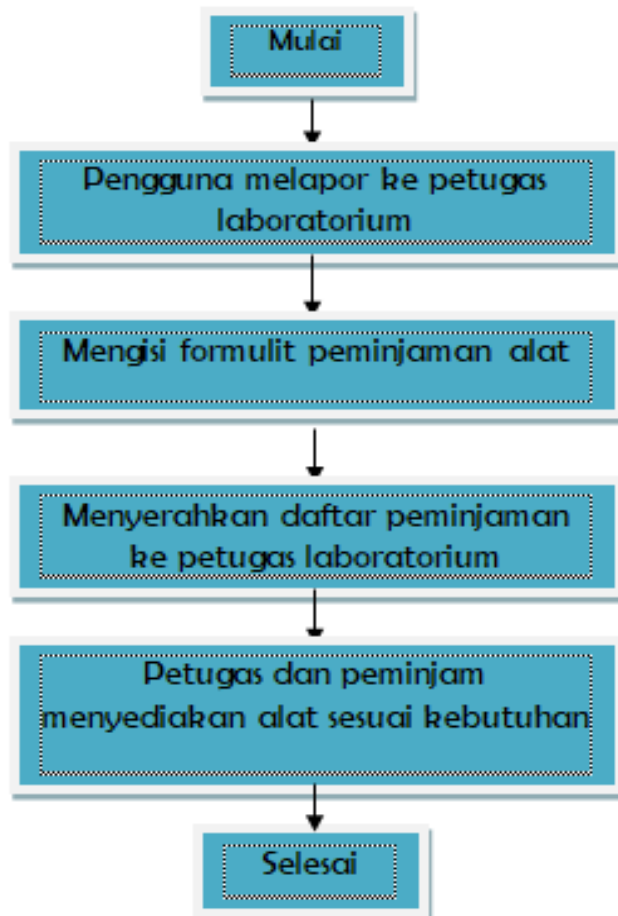 Mulai
Pengguna melapor ke petugas
laboratorium
Mengisi formulit peminjaman alat
Menyerahkan daftar peminjaman
ke petugas laboratorium
Petugas dan peminjam
menyediakan alat sesuai kebutuhan
Selesai